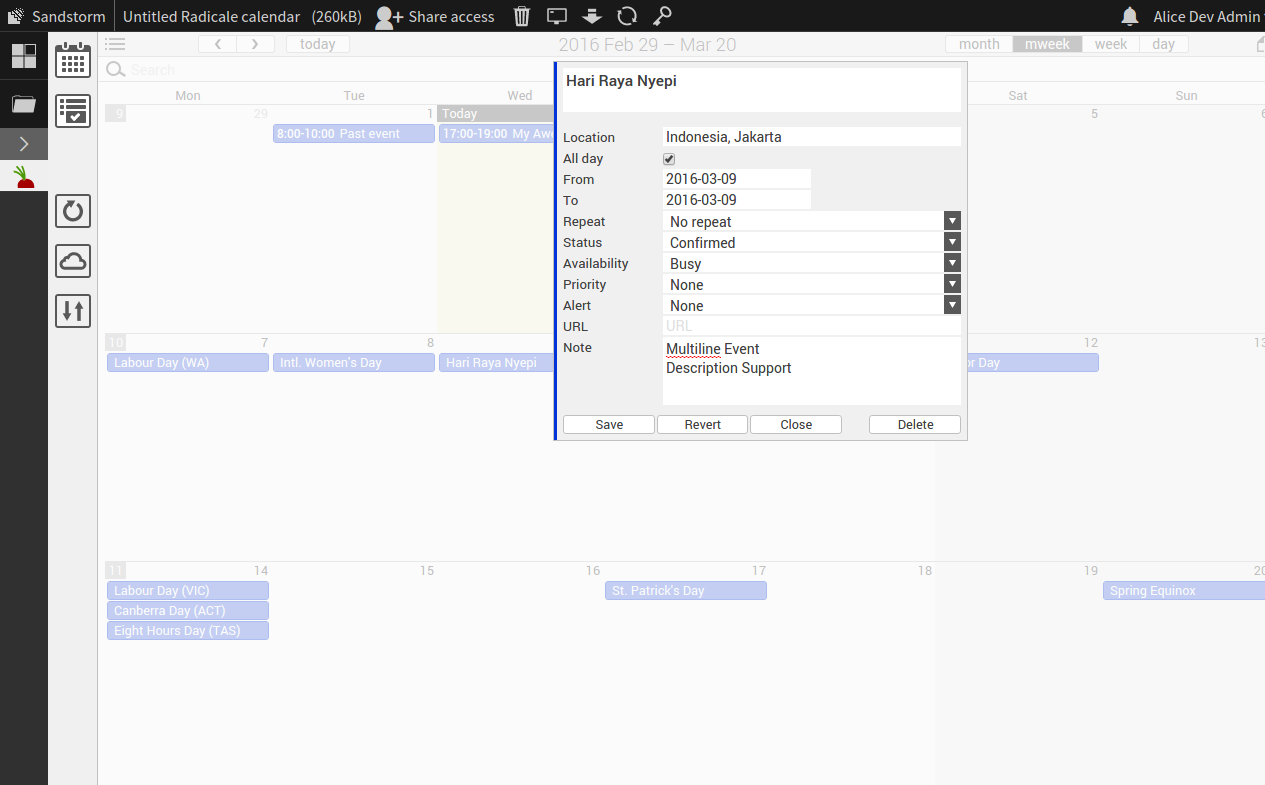 Sandstorm Untitled Radicale calendar (260kB) Share access Alice Dev Admin
today 2016 Feb 29 – Mar 20 month mweek week day
Search
Mon Tue Wed Sat Sun
9 29 1 Today 5 6
8:00-10:00 Past event 17:00-19:00 My Awe
Hari Raya Nyepi
Location Indonesia, Jakarta
All day
From 2016-03-09
To 2016-03-09
Repeat No repeat
Status Confirmed
Availability Busy
Priority None
Alert None
URL URL
Note Multiline Event
Description Support
Save Revert Close Delete
10 7 8 12 13
Labour Day (WA) Intl. Women's Day Hari Raya Nyepi or Day
11 14 15 16 17 18 19 20
Labour Day (VIC) St. Patrick's Day Spring Equinox
Canberra Day (ACT)
Eight Hours Day (TAS)